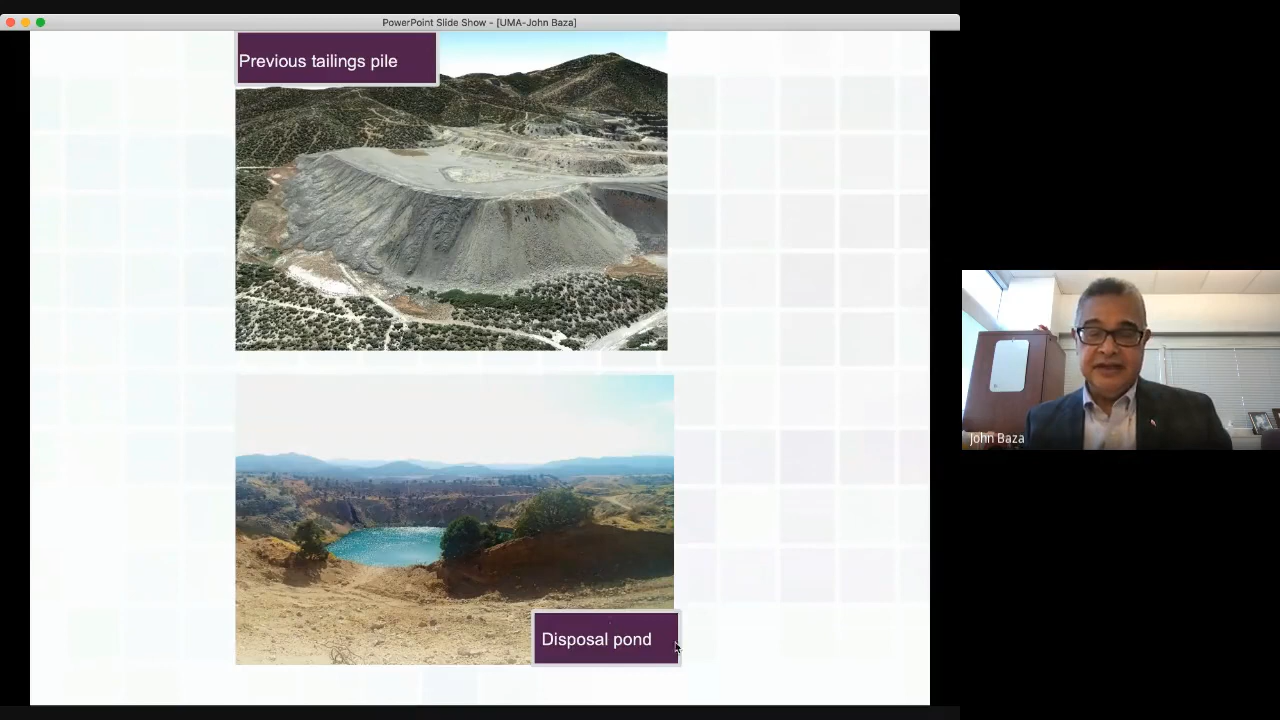 PowerPoint Slide Show - [UMA-John Baza]
Previous tailings pile
John Baza
Disposal pond